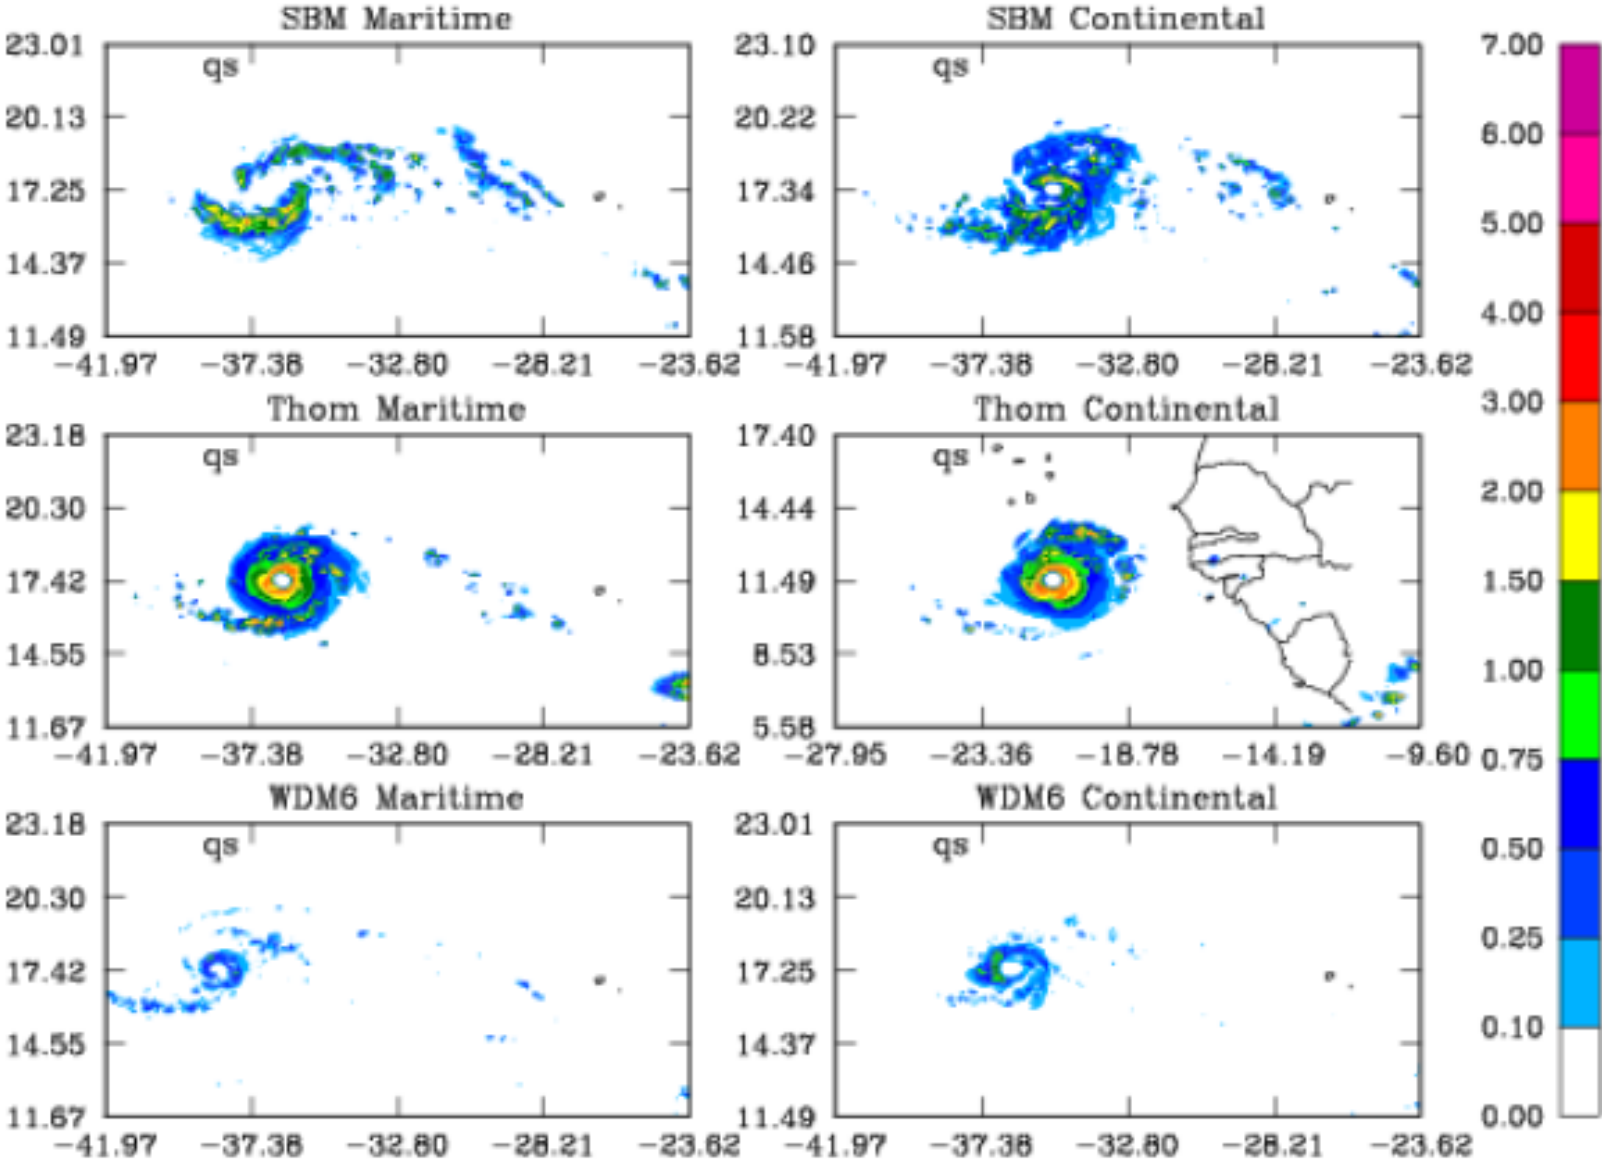 SBM Maritime
SBM Continental
23.01
20.13
17.25
14.37
11.49
qs
-41.97 -37.38 -32.80 -28.21 -23.62
23.10
20.22
17.34
14.46
11.58
qs
-41.97 -37.38 -32.80 -28.21 -23.62
Thom Maritime
Thom Continental
23.18
20.30
17.42
14.55
11.67
qs
-41.97 -37.38 -32.80 -28.21 -23.62
17.40
14.44
11.49
8.53
5.58
qs
-27.95 -23.36 -18.78 -14.19 -9.60
WDM6 Maritime
WDM6 Continental
23.18
20.30
17.42
14.55
11.67
qs
-41.97 -37.38 -32.80 -28.21 -23.62
23.01
20.13
17.25
14.37
11.49
qs
-41.97 -37.38 -32.80 -28.21 -23.62
7.00
6.00
5.00
4.00
3.00
2.00
1.50
1.00
0.75
0.50
0.25
0.10
0.00